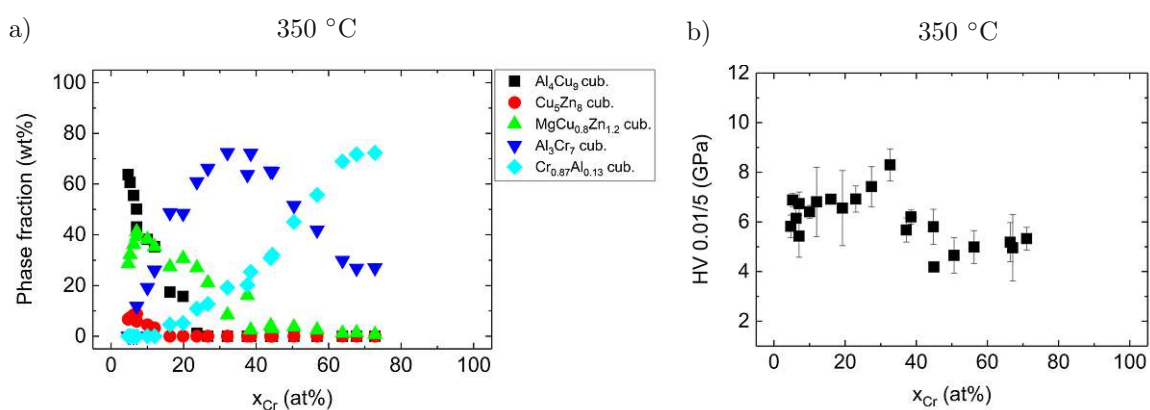 a)
350 °C
100
80
60
40
20
0
Phase fraction (wt%)
0 20 40 60 80 100
x_Cr (at%)
Al₄Cu₉ cub.
Cu₅Zn₈ cub.
MgCu₀.₈Zn₁.₂ cub.
Al₃Cr₇ cub.
Cr₀.₈₇Al₀.₁₃ cub.
b)
350 °C
12
10
8
6
4
2
HV 0.01/5 (GPa)
0 20 40 60 80 100
x_Cr (at%)